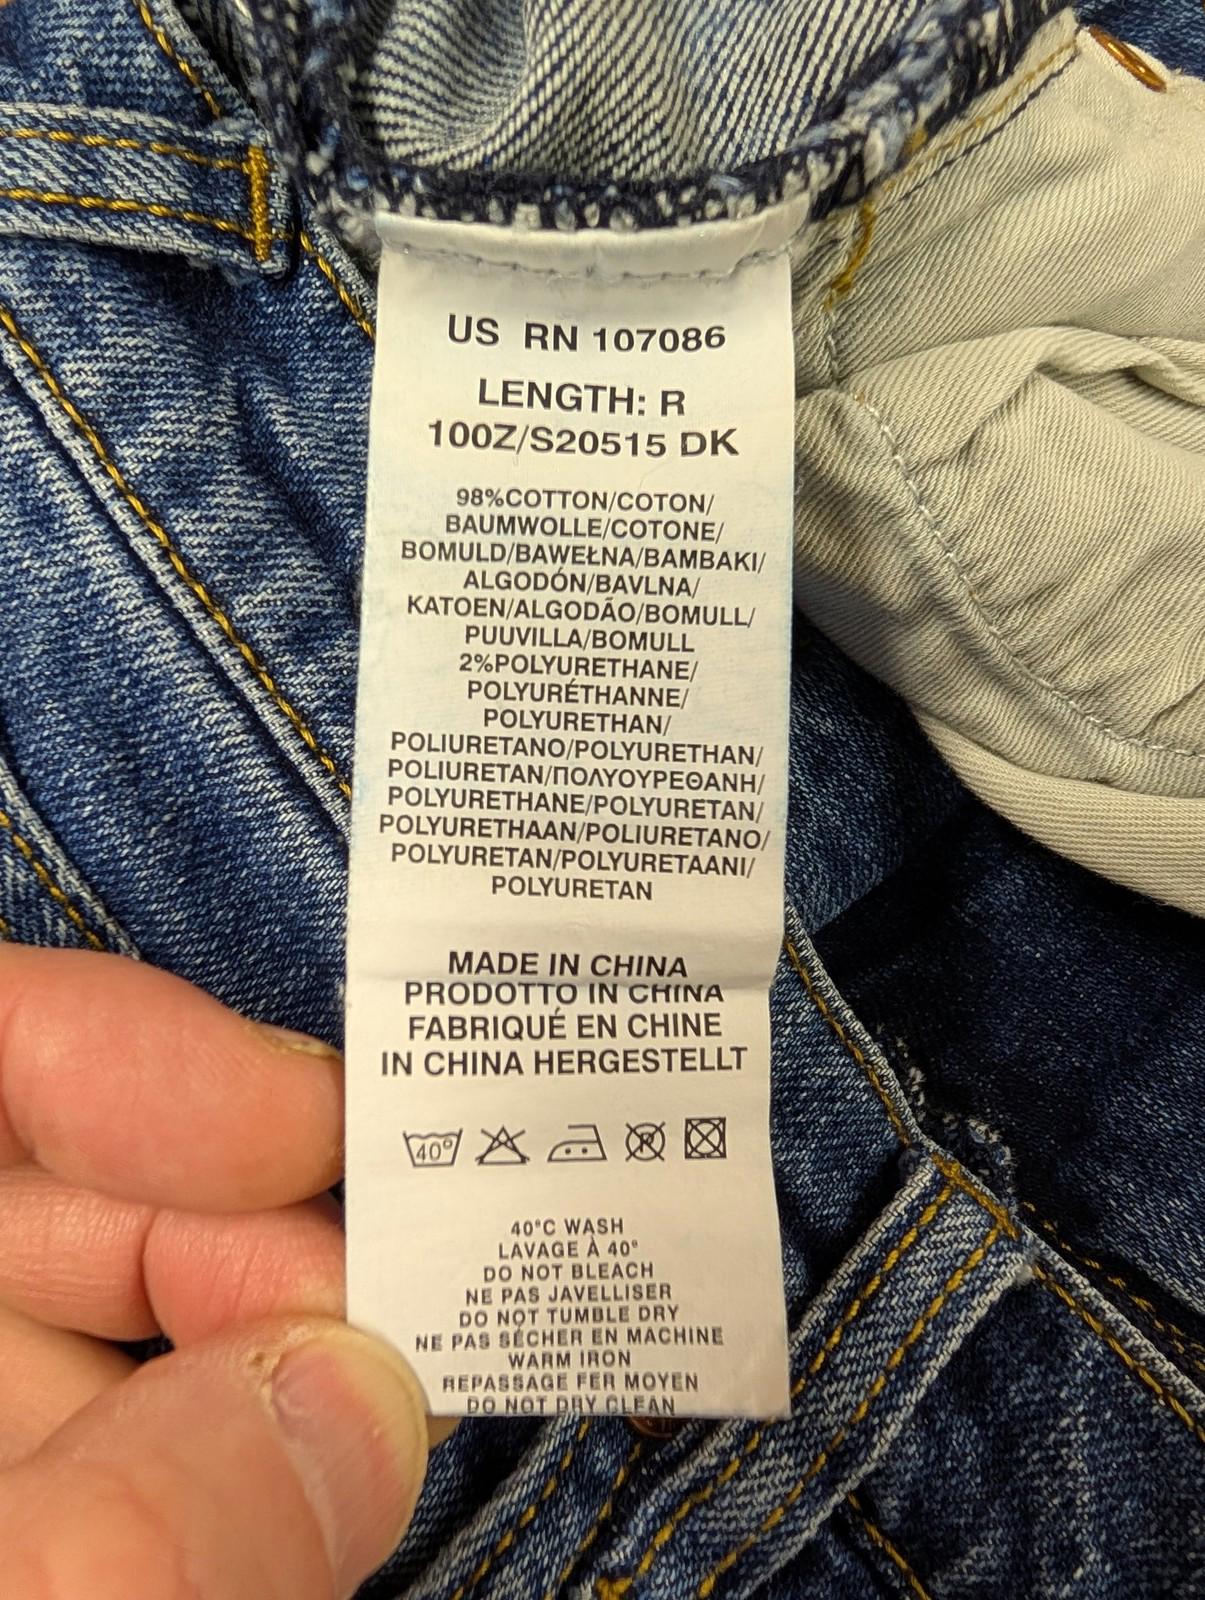 US RN 107086
LENGTH: R
100Z/S20515 DK
98%COTTON/COTON/
BAUMWOLLE/COTONE/
BOMULD/BAWEŁNA/BAMBAKI/
ALGODÓN/BAVLNA/
KATOEN/ALGODÃO/BOMULL/
PUUVILLA/BOMULL
2%POLYURETHANE/
POLYURÉTHANNE/
POLYURETHAN/
POLIURETANO/POLYURETHAN/
POLIURETAN/ΠΟΛΥΟΥΡΕΘΑΝΗ/
POLYURETHANE/POLYURETAN/
POLYURETHAAN/POLIURETANO/
POLYURETAN/POLYURETAANI/
POLYURETAN
MADE IN CHINA
PRODOTTO IN CHINA
FABRIQUÉ EN CHINE
IN CHINA HERGESTELLT
40° R
40°C WASH
LAVAGE À 40°
DO NOT BLEACH
NE PAS JAVELLISER
DO NOT TUMBLE DRY
NE PAS SÉCHER EN MACHINE
WARM IRON
REPASSAGE FER MOYEN
DO NOT DRY CLEAN